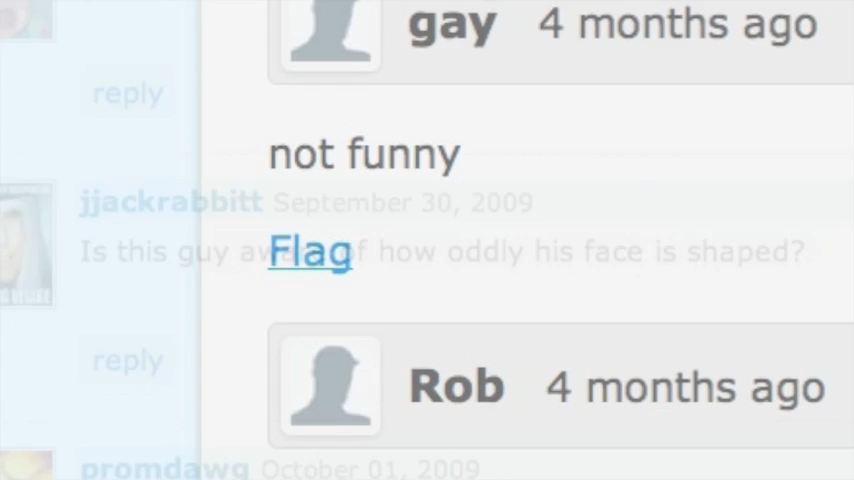 gay 4 months ago
reply
not funny
jjackrabbitt September 30, 2009
Flag
Is this guy aware of how oddly his face is shaped?
reply
Rob 4 months ago
promdawg October 01, 2009